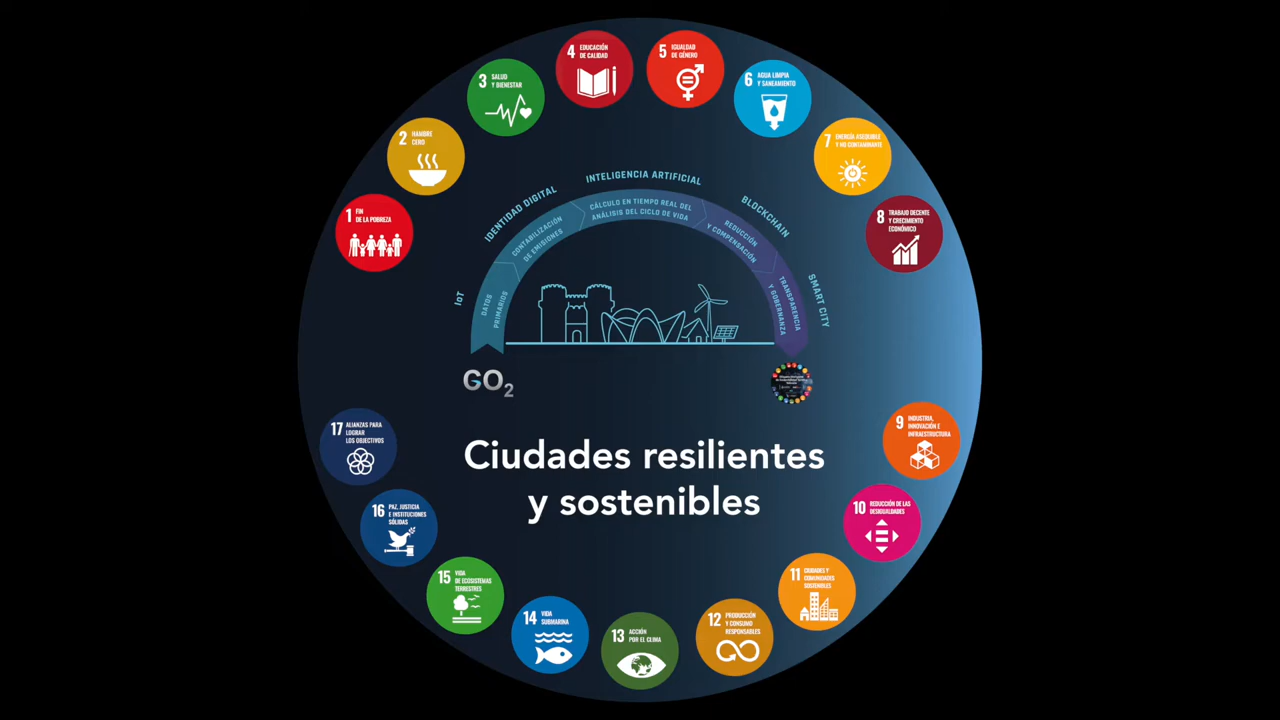 4 EDUCACIÓN
DE CALIDAD
5 IGUALDAD
DE GÉNERO
3 SALUD
Y BIENESTAR
6 AGUA LIMPIA
Y SANEAMIENTO
2 HAMBRE
CERO
7 ENERGÍA ASEQUIBLE
Y NO CONTAMINANTE
1 FIN
DE LA POBREZA
8 TRABAJO DECENTE
Y CRECIMIENTO
ECONÓMICO
IoT
IDENTIDAD DIGITAL
INTELIGENCIA ARTIFICIAL
BLOCKCHAIN
SMART CITY
DATOS
PRIMARIOS
CONTABILIZACIÓN
DE EMISIONES
CÁLCULO EN TIEMPO REAL DEL
ANÁLISIS DEL CICLO DE VIDA
REDUCCIÓN
Y COMPENSACIÓN
TRANSPARENCIA
Y GOBERNANZA
GO2
Ciudades resilientes
y sostenibles
17 ALIANZAS PARA
LOGRAR
LOS OBJECTIVOS
9 INDUSTRIA,
INNOVACIÓN E
INFRAESTRUCTURA
16 PAZ, JUSTICIA
E INSTITUCIONES
SÓLIDAS
10 REDUCCIÓN DE LAS
DESIGUALDADES
15 VIDA
DE ECOSISTEMAS
TERRESTRES
11 CIUDADES Y
COMUNIDADES
SOSTENIBLES
14 VIDA
SUBMARINA
13 ACCIÓN
POR EL CLIMA
12 PRODUCCIÓN
Y CONSUMO
RESPONSABLES